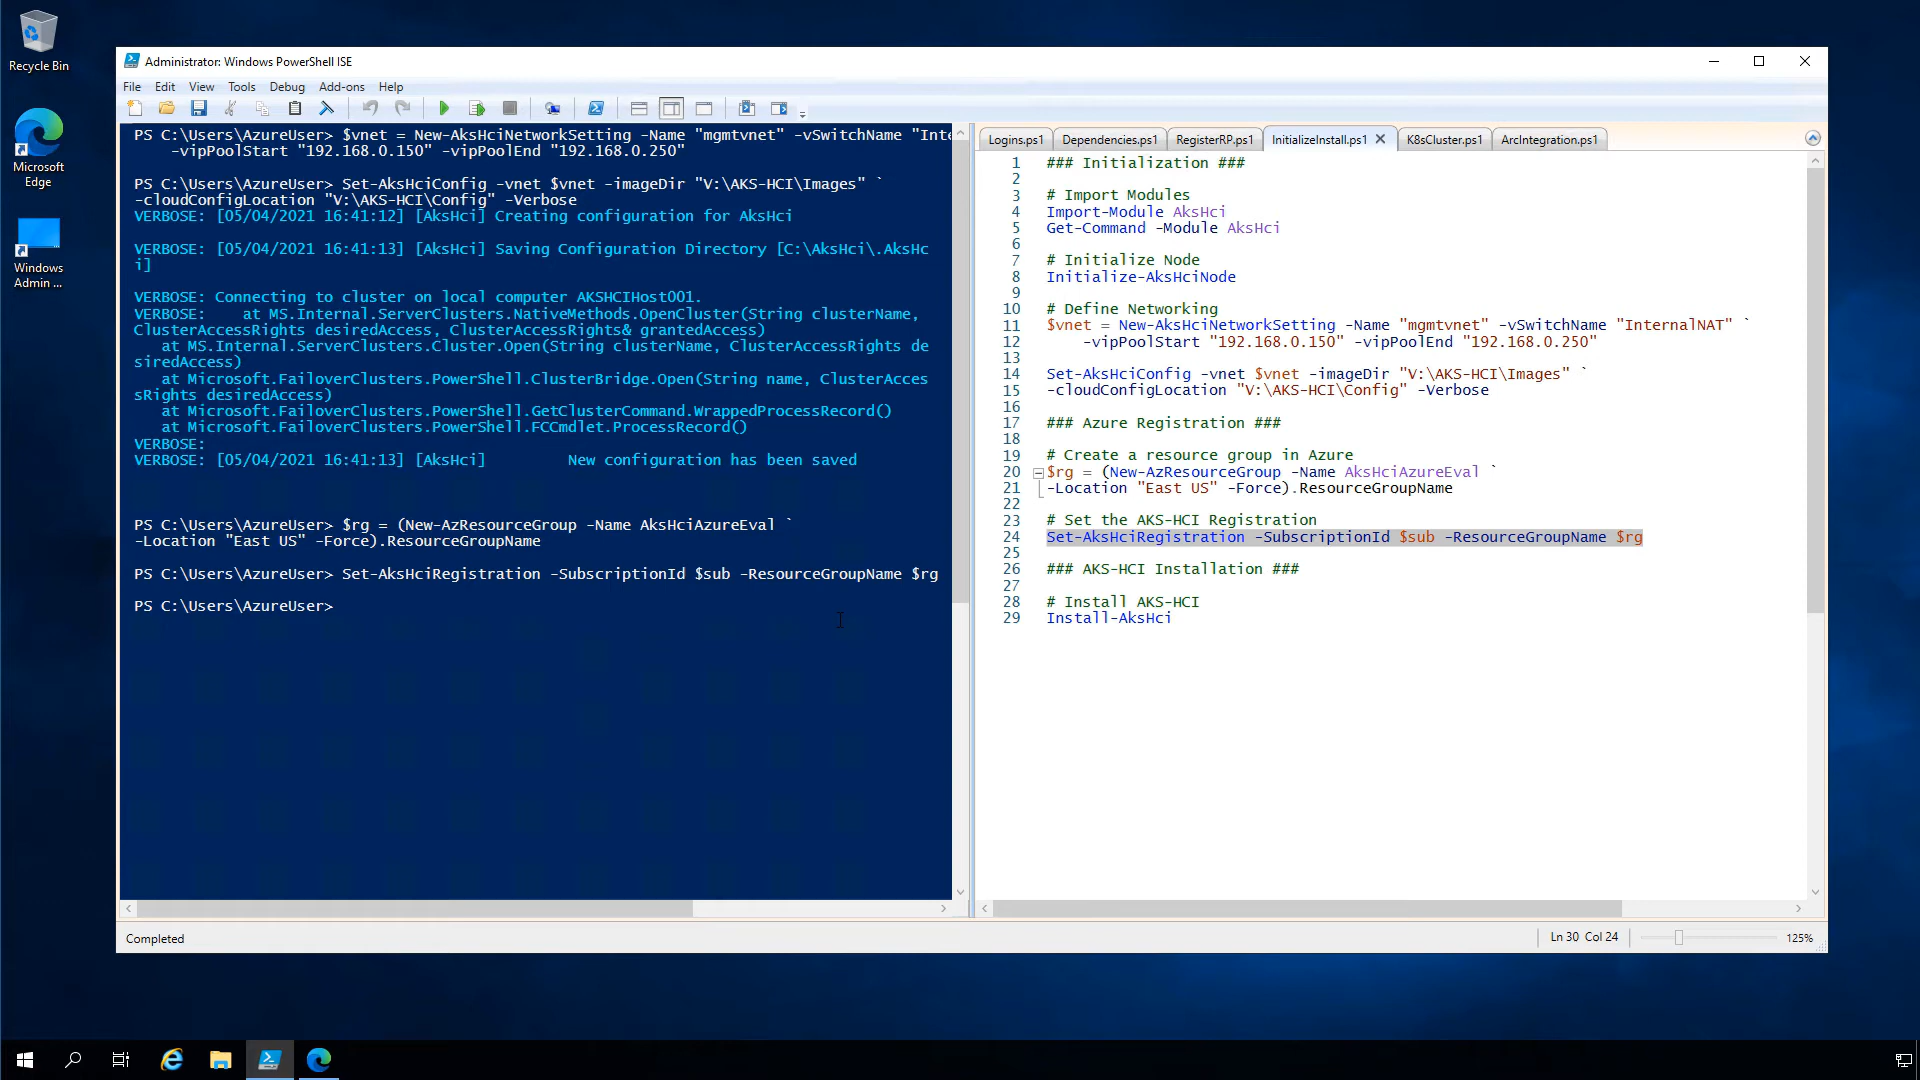 Recycle Bin
Microsoft
Edge
Windows
Admin ...
Administrator: Windows PowerShell ISE
File Edit View Tools Debug Add-ons Help
PS C:\Users\AzureUser> $vnet = New-AksHciNetworkSetting -Name "mgmtvnet" -vSwitchName "Inte
-vipPoolStart "192.168.0.150" -vipPoolEnd "192.168.0.250"
PS C:\Users\AzureUser> Set-AksHciConfig -vnet $vnet -imageDir "V:\AKS-HCI\Images" `
-cloudConfigLocation "V:\AKS-HCI\Config" -Verbose
VERBOSE: [05/04/2021 16:41:12] [AksHci] Creating configuration for AksHci
VERBOSE: [05/04/2021 16:41:13] [AksHci] Saving Configuration Directory [C:\AksHci\.AksHc
i]
VERBOSE: Connecting to cluster on local computer AKSHCIHost001.
VERBOSE:    at MS.Internal.ServerClusters.NativeMethods.OpenCluster(String clusterName,
ClusterAccessRights desiredAccess, ClusterAccessRights& grantedAccess)
at MS.Internal.ServerClusters.Cluster.Open(String clusterName, ClusterAccessRights de
siredAccess)
at Microsoft.FailoverClusters.PowerShell.ClusterBridge.Open(String name, ClusterAcces
sRights desiredAccess)
at Microsoft.FailoverClusters.PowerShell.GetClusterCommand.WrappedProcessRecord()
at Microsoft.FailoverClusters.PowerShell.FCCmdlet.ProcessRecord()
VERBOSE:
VERBOSE: [05/04/2021 16:41:13] [AksHci]         New configuration has been saved
PS C:\Users\AzureUser> $rg = (New-AzResourceGroup -Name AksHciAzureEval `
-Location "East US" -Force).ResourceGroupName
PS C:\Users\AzureUser> Set-AksHciRegistration -SubscriptionId $sub -ResourceGroupName $rg
PS C:\Users\AzureUser>
Logins.ps1 Dependencies.ps1 RegisterRP.ps1 InitializeInstall.ps1 K8sCluster.ps1 ArcIntegration.ps1
1 ### Initialization ###
2
3 # Import Modules
4 Import-Module AksHci
5 Get-Command -Module AksHci
6
7 # Initialize Node
8 Initialize-AksHciNode
9
10 # Define Networking
11 $vnet = New-AksHciNetworkSetting -Name "mgmtvnet" -vSwitchName "InternalNAT" `
12 -vipPoolStart "192.168.0.150" -vipPoolEnd "192.168.0.250"
13
14 Set-AksHciConfig -vnet $vnet -imageDir "V:\AKS-HCI\Images" `
15 -cloudConfigLocation "V:\AKS-HCI\Config" -Verbose
16
17 ### Azure Registration ###
18
19 # Create a resource group in Azure
20 $rg = (New-AzResourceGroup -Name AksHciAzureEval `
21 -Location "East US" -Force).ResourceGroupName
22
23 # Set the AKS-HCI Registration
24 Set-AksHciRegistration -SubscriptionId $sub -ResourceGroupName $rg
25
26 ### AKS-HCI Installation ###
27
28 # Install AKS-HCI
29 Install-AksHci
Completed
Ln 30 Col 24
125%